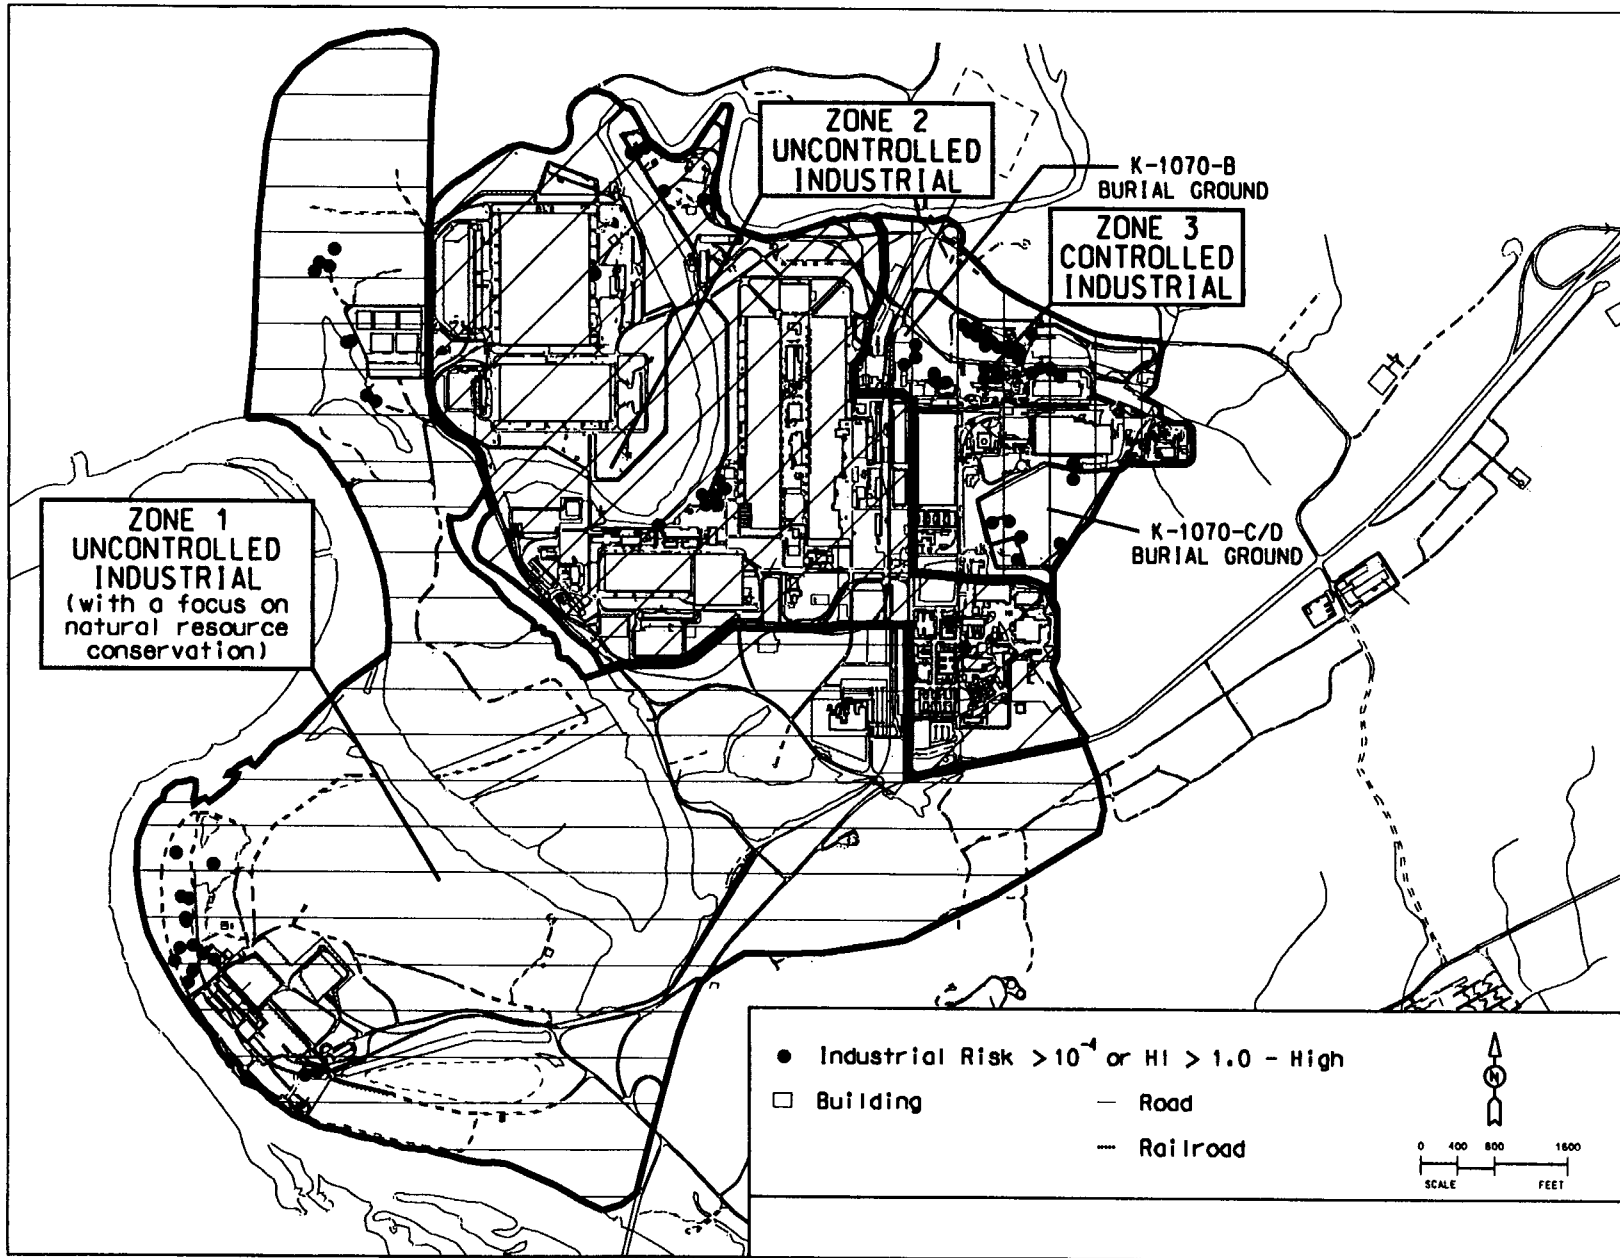 ZONE 2
UNCONTROLLED
INDUSTRIAL
K-1070-B
BURIAL GROUND
ZONE 3
CONTROLLED
INDUSTRIAL
ZONE 1
UNCONTROLLED
INDUSTRIAL
(with a focus on
natural resource
conservation)
K-1070-C/D
BURIAL GROUND
Industrial Risk >10⁻⁴ or HI > 1.0 - High
Building
Road
Railroad
N
0 400 800 1600
SCALE FEET